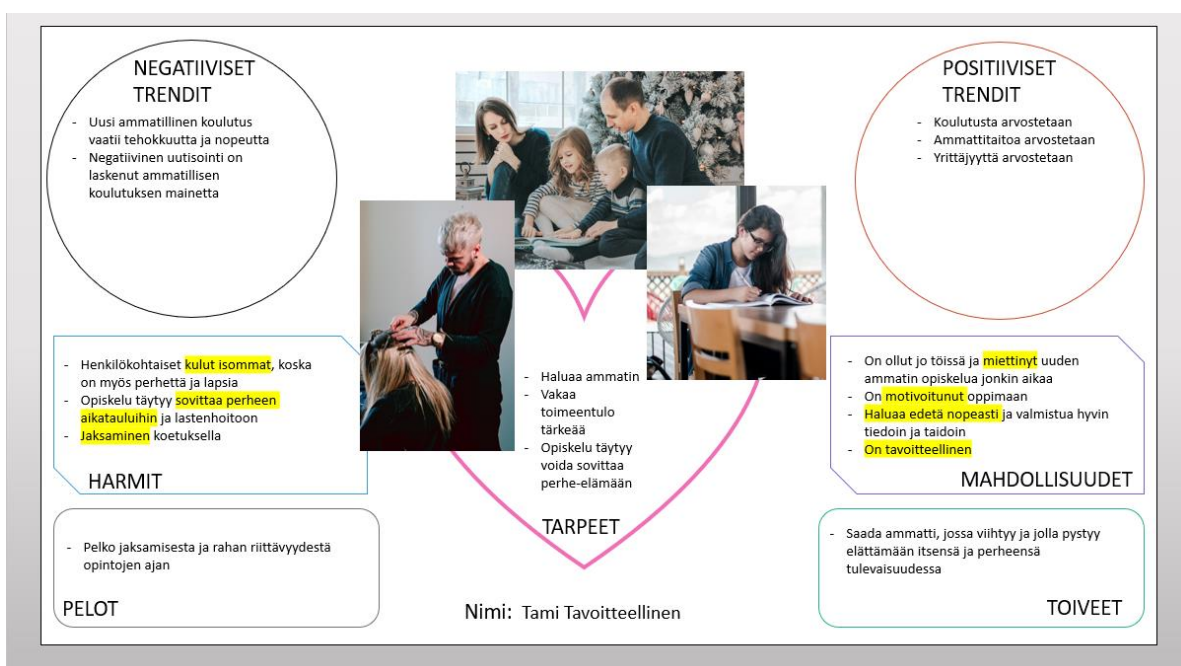 NEGATIIVISET
TRENDIT
- Uusi ammatillinen koulutus
vaatii tehokkuutta ja nopeutta
- Negatiivinen uutisointi on
laskenut ammatillisen
koulutuksen mainetta
POSITIIVISET
TRENDIT
- Koulutusta arvostetaan
- Ammattitaitoa arvostetaan
- Yrittäjyyttä arvostetaan
- Henkilökohtaiset kulut isommat, koska
on myös perhettä ja lapsia
- Opiskelu täytyy sovittaa perheen
aikatauluihin ja lastenhoitoon
- Jaksaminen koetuksella
HARMIT
- Haluaa ammatin
- Vakaa
toimeentulo
tärkeää
- Opiskelu täytyy
voida sovittaa
perhe-elämään
TARPEET
- On ollut jo töissä ja miettinyt uuden
ammatin opiskelua jonkin aikaa
- On motivoitunut oppimaan
- Haluaa edetä nopeasti ja valmistua hyvin
tiedoin ja taidoin
- On tavoitteellinen
MAHDOLLISUUDET
- Pelko jaksamisesta ja rahan riittävyydestä
opintojen ajan
PELOT
Nimi: Tami Tavoitteellinen
- Saada ammatti, jossa viihtyy ja jolla pystyy
elättämään itsensä ja perheensä
tulevaisuudessa
TOIVEET